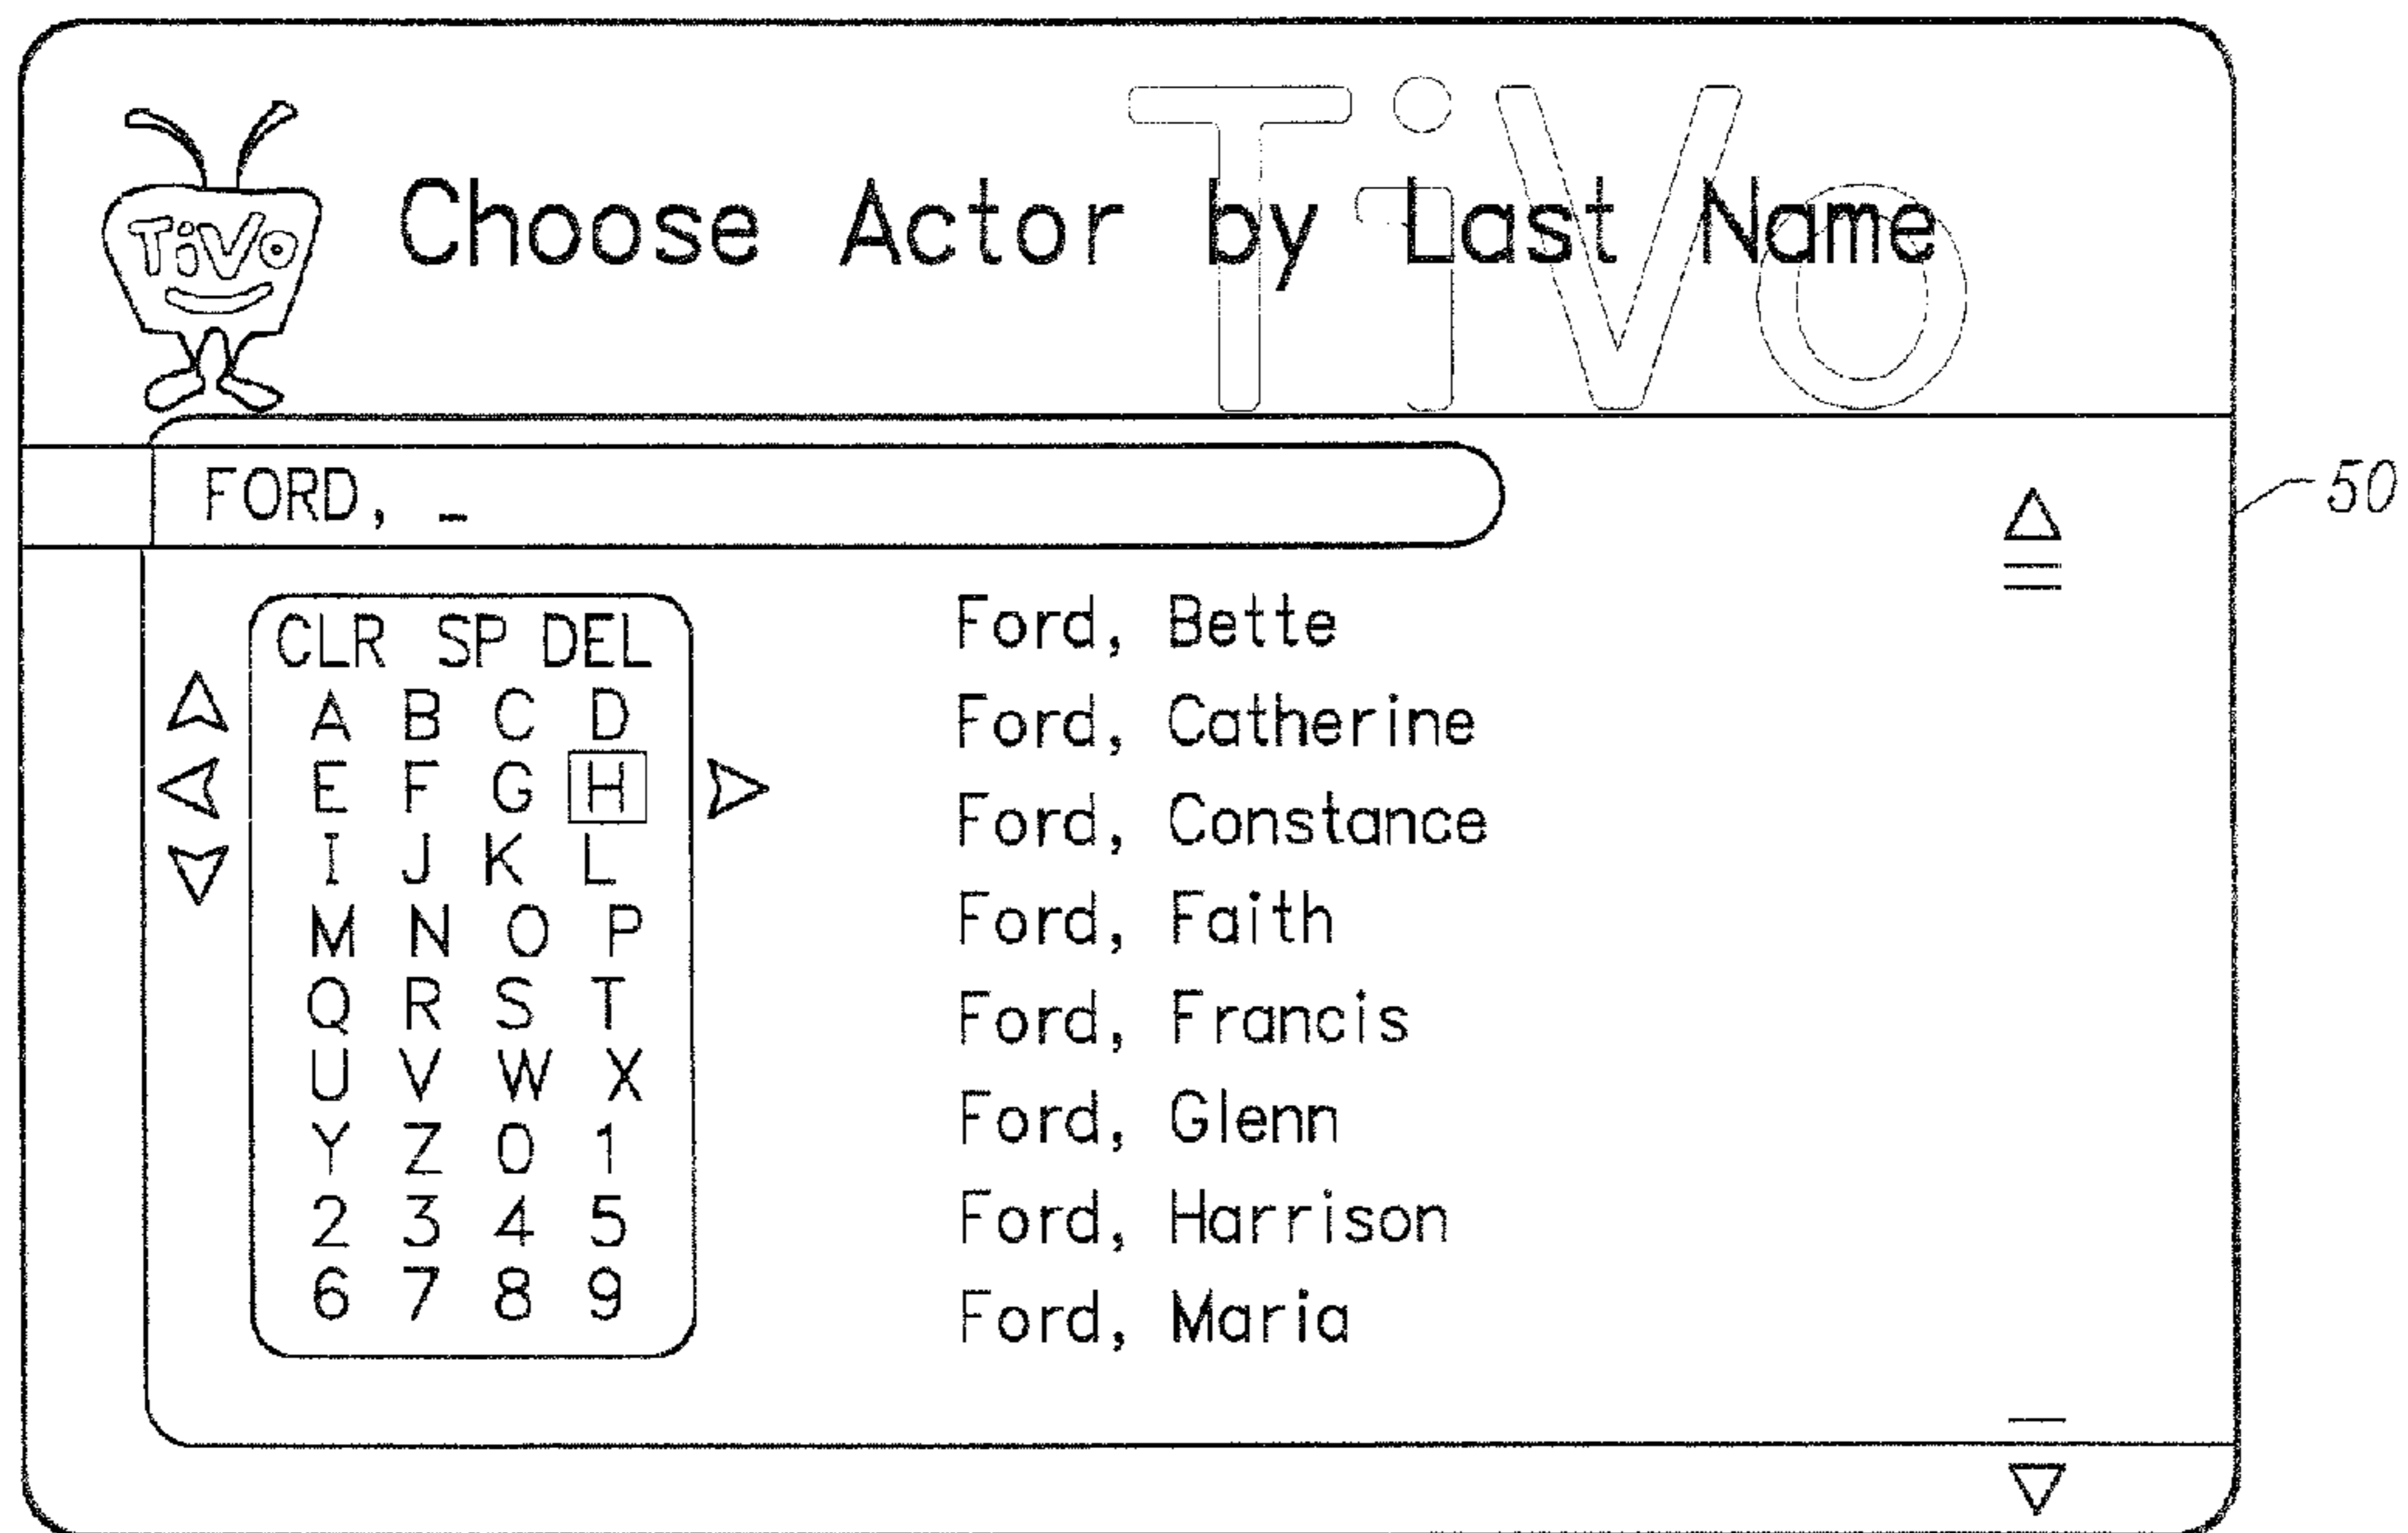 TiVo
TiVo
Choose Actor by Last Name
FORD, _
50
CLR SP DEL
A B C D
E F G H
I J K L
M N O P
Q R S T
U V W X
Y Z 0 1
2 3 4 5
6 7 8 9
Ford, Bette
Ford, Catherine
Ford, Constance
Ford, Faith
Ford, Francis
Ford, Glenn
Ford, Harrison
Ford, Maria